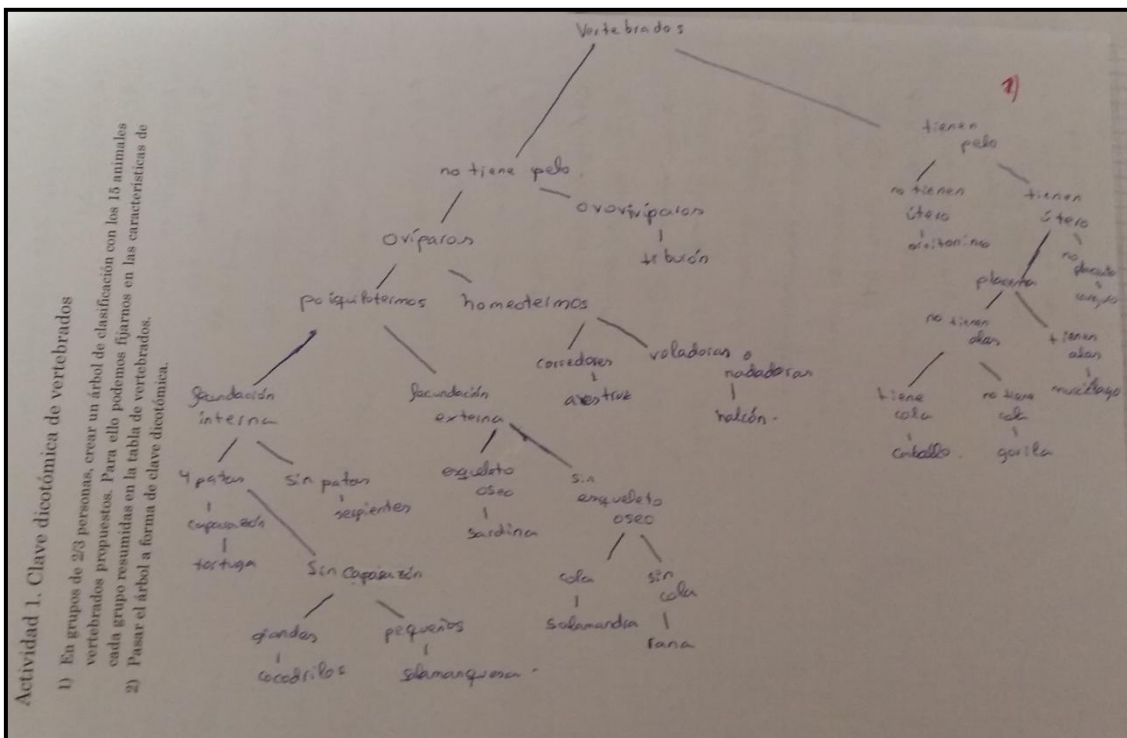 Actividad 1. Clave dicotómica de vertebrados
1) En grupos de 2/3 personas, crear un árbol de clasificación con los 15 animales
vertebrados propuestos. Para ello podemos fijarnos en las características de
cada grupo resumidas en la tabla de vertebrados.
2) Pasar el árbol a forma de clave dicotómica.
Vertebrados
1)
no tiene pelo.
tienen
pelo
ovíparos
ovovivíparos
tiburón
no tienen
útero
tienen
útero
poiquilotermos
homeotermos
placenta
no
placenta
fecundación
interna
fecundación
externa
corredores
avestruz
voladoras o
nadadoras
halcón.
no tienen
alas
tienen
alas
murciélago
4 patas
caparazón
tortuga
sin patas
serpientes
esqueleto
oseo
sardina
sin
esqueleto
oseo
tiene
cola
caballo.
no tiene
cola
gorila
sin caparazón
cola
salamandra
sin
cola
rana
grandes
cocodrilos
pequeños
salamanquesa.